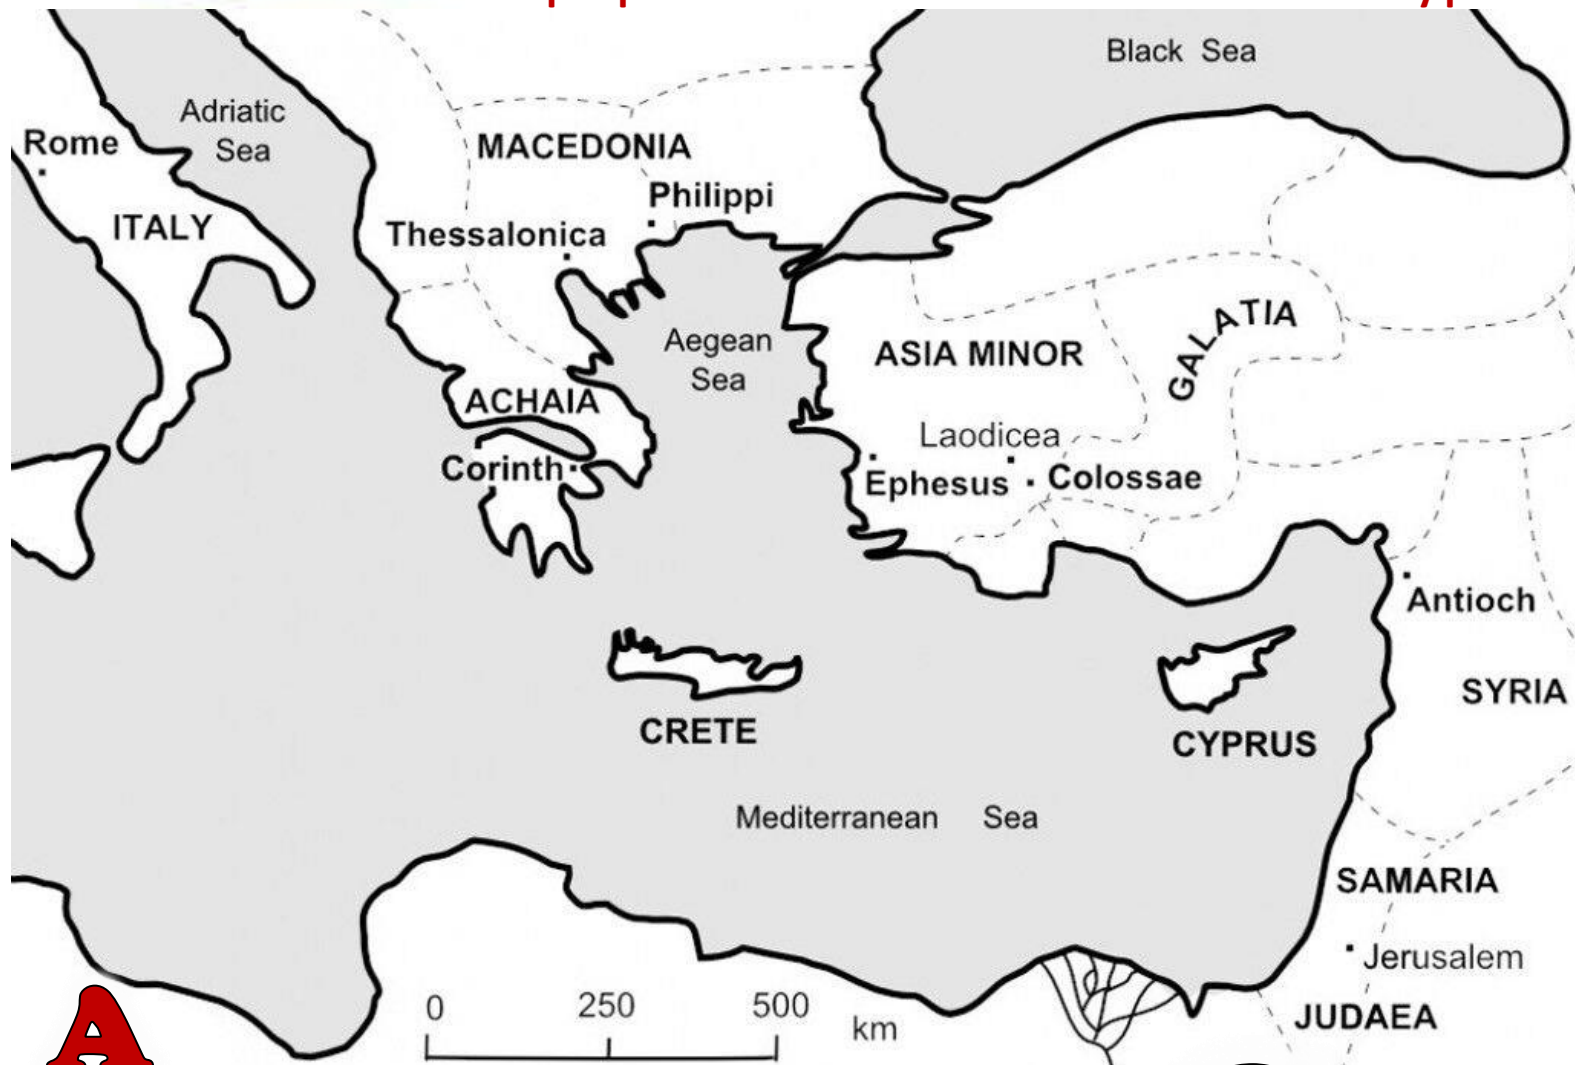 Black Sea
Adriatic
Sea
Rome
MACEDONIA
Philippi
ITALY
Thessalonica
Aegean
Sea
ASIA MINOR
GALATIA
ACHAIA
Laodicea
Corinth
Ephesus
Colossae
Antioch
SYRIA
CRETE
CYPRUS
Mediterranean Sea
SAMARIA
Jerusalem
JUDAEA
0 250 500
km
A